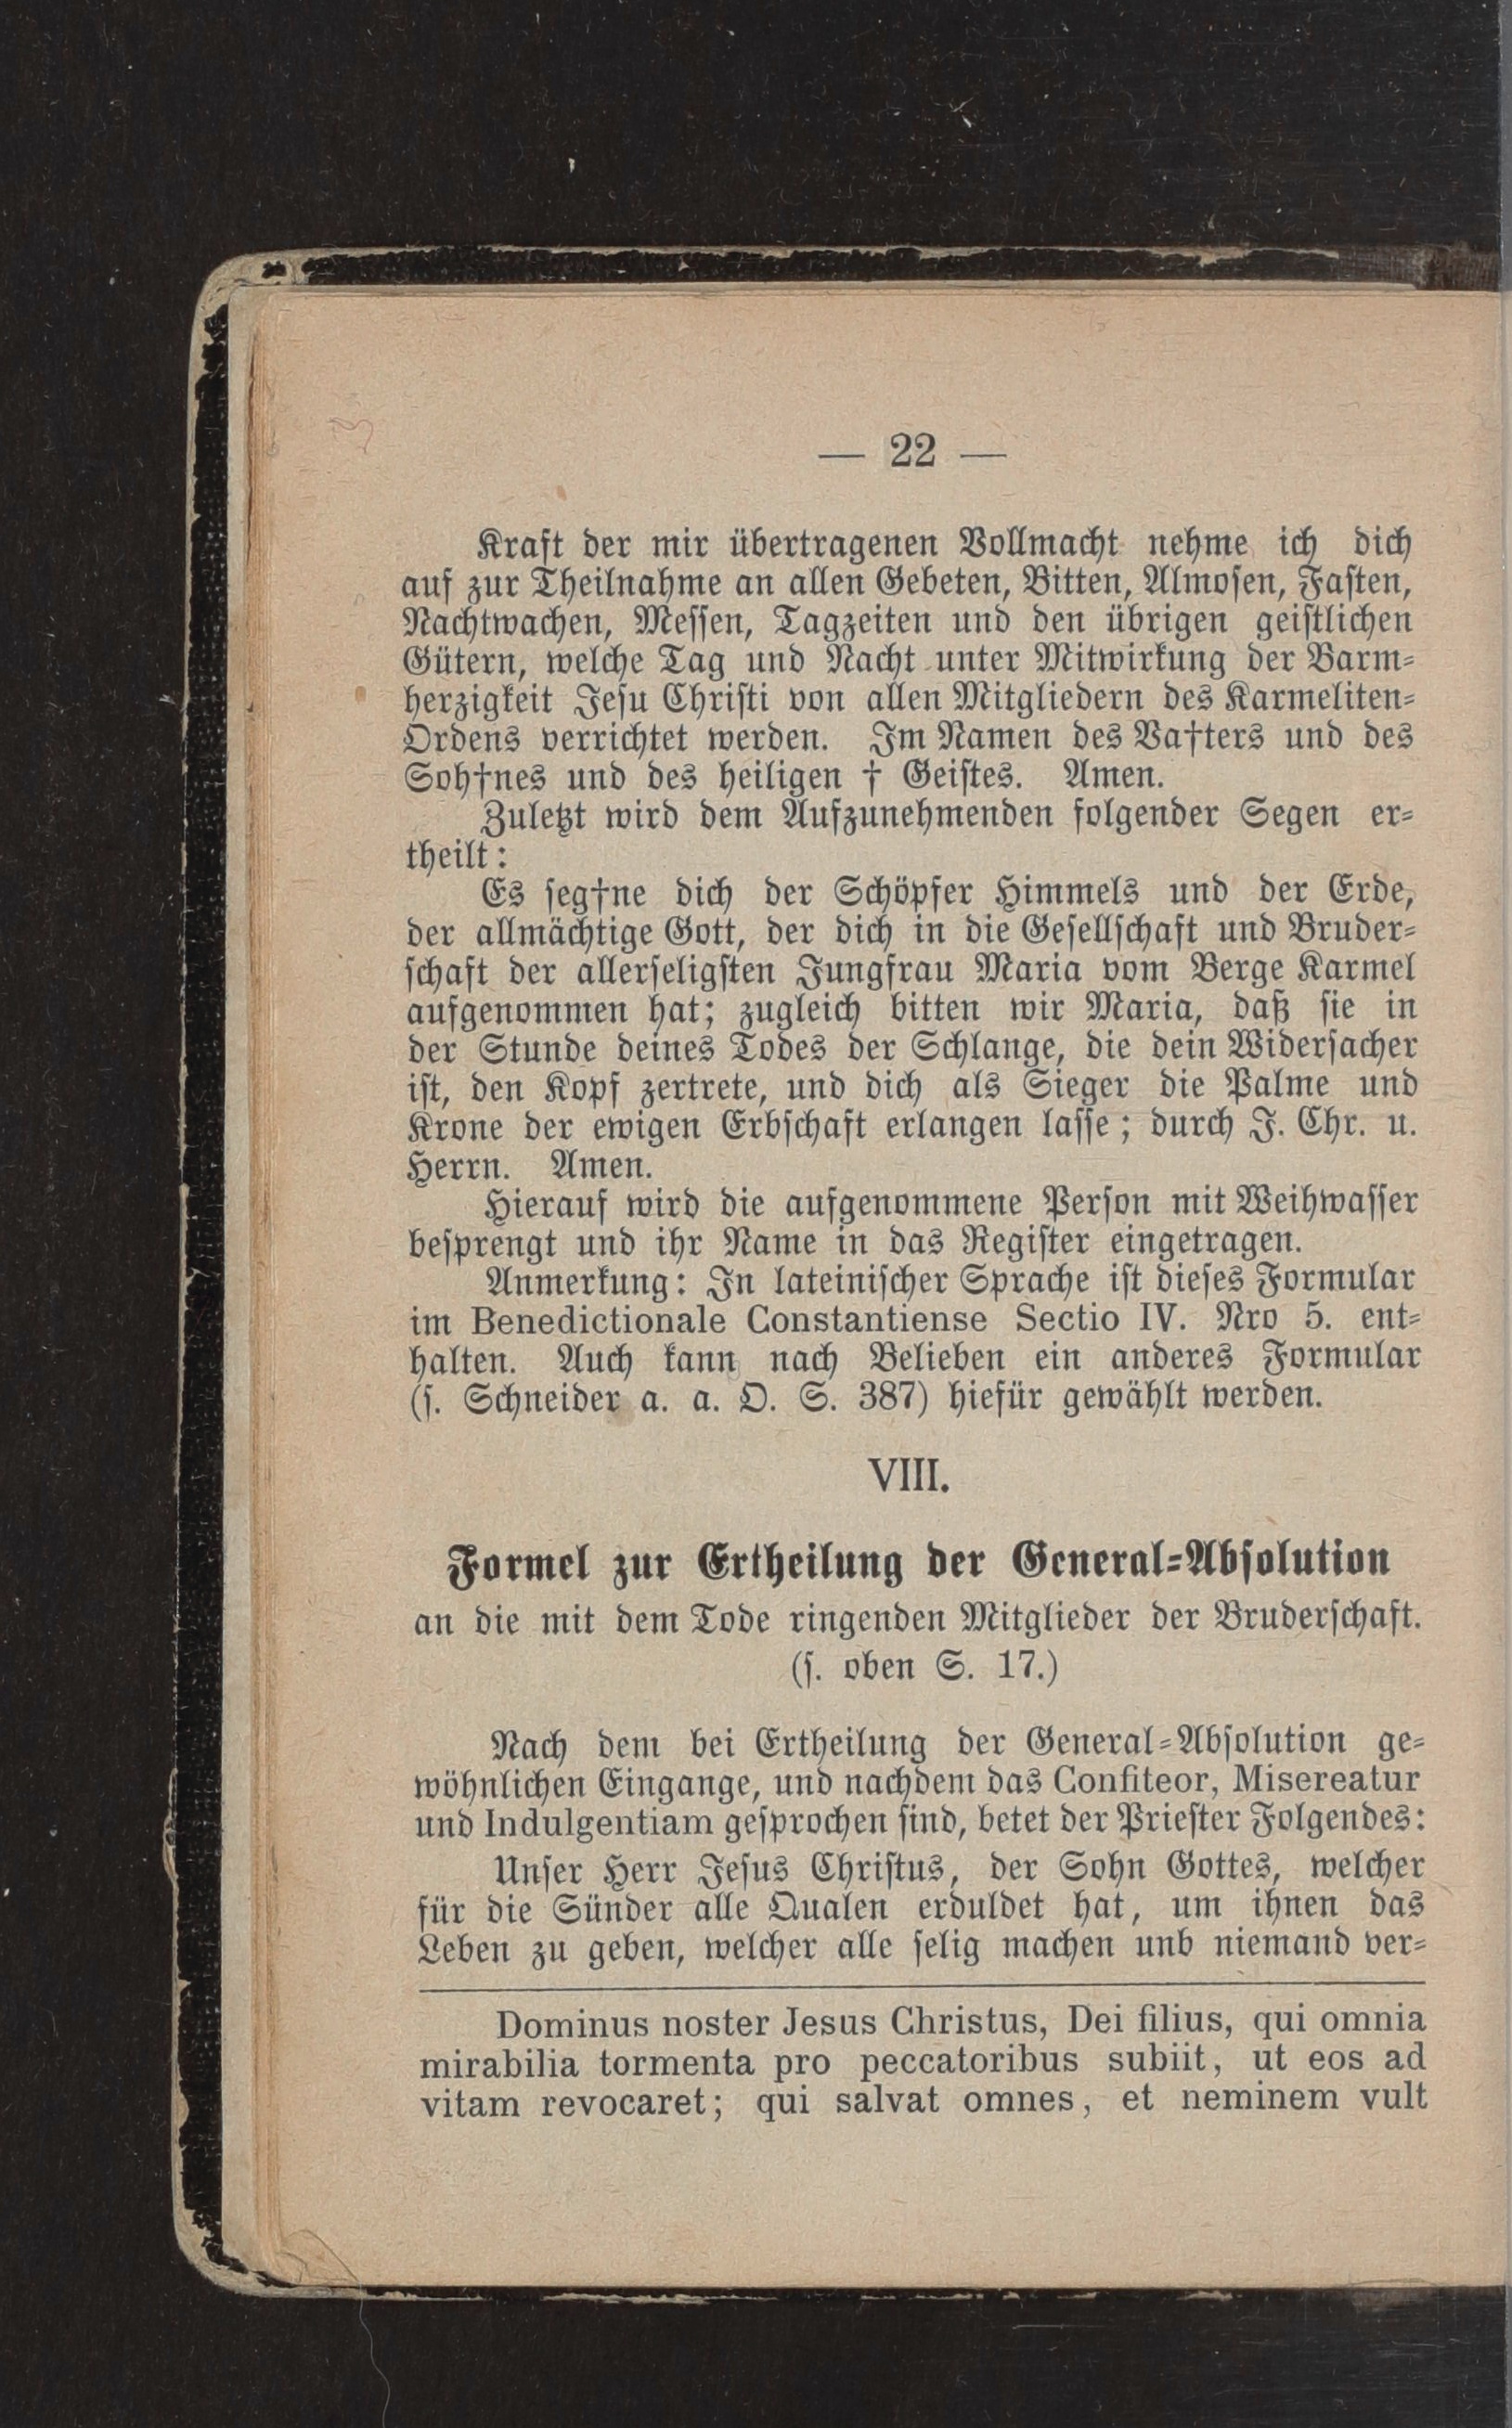 — 22 —
Kraft der mir übertragenen Vollmacht nehme ich dich
auf zur Theilnahme an allen Gebeten, Bitten, Almosen, Fasten,
Nachtwachen, Messen, Tagzeiten und den übrigen geistlichen
Gütern, welche Tag und Nacht unter Mitwirkung der Barm-
herzigkeit Jesu Christi von allen Mitgliedern des Karmeliten-
Ordens verrichtet werden. Im Namen des Va†ters und des
Soh†nes und des heiligen † Geistes. Amen.
Zuletzt wird dem Aufzunehmenden folgender Segen er-
theilt:
Es seg†ne dich der Schöpfer Himmels und der Erde,
der allmächtige Gott, der dich in die Gesellschaft und Bruder-
schaft der allerseligsten Jungfrau Maria vom Berge Karmel
aufgenommen hat; zugleich bitten wir Maria, daß sie in
der Stunde deines Todes der Schlange, die dein Widersacher
ist, den Kopf zertrete, und dich als Sieger die Palme und
Krone der ewigen Erbschaft erlangen lasse; durch J. Chr. u.
Herrn. Amen.
Hierauf wird die aufgenommene Person mit Weihwasser
besprengt und ihr Name in das Register eingetragen.
Anmerkung: In lateinischer Sprache ist dieses Formular
im Benedictionale Constantiense Sectio IV. Nro 5. ent-
halten. Auch kann nach Belieben ein anderes Formular
(s. Schneider a. a. O. S. 387) hiefür gewählt werden.
VIII.
Formel zur Ertheilung der General-Absolution
an die mit dem Tode ringenden Mitglieder der Bruderschaft.
(s. oben S. 17.)
Nach dem bei Ertheilung der General-Absolution ge-
wöhnlichen Eingange, und nachdem das Confiteor, Misereatur
und Indulgentiam gesprochen sind, betet der Priester Folgendes:
Unser Herr Jesus Christus, der Sohn Gottes, welcher
für die Sünder alle Qualen erduldet hat, um ihnen das
Leben zu geben, welcher alle selig machen unb niemand ver-
Dominus noster Jesus Christus, Dei filius, qui omnia
mirabilia tormenta pro peccatoribus subiit, ut eos ad
vitam revocaret; qui salvat omnes, et neminem vult